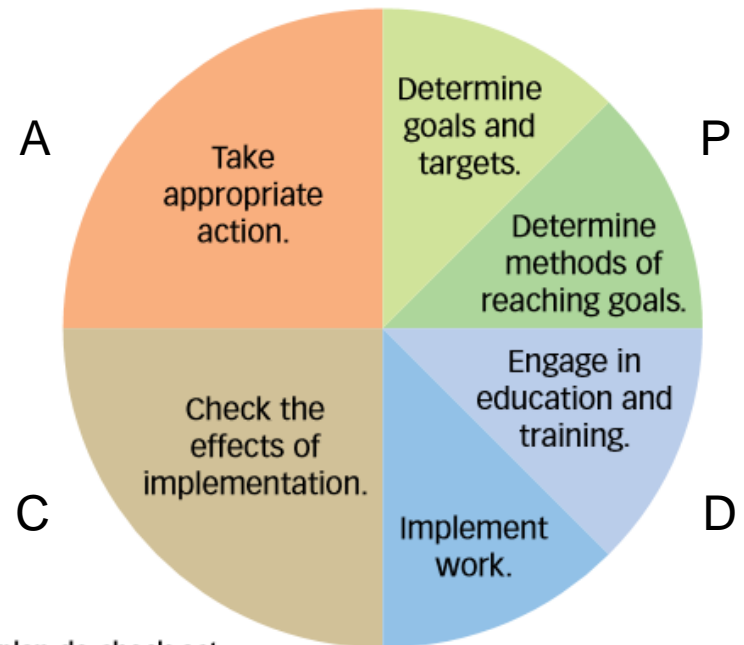 A
Take
appropriate
action.
Determine
goals and
targets.
P
Determine
methods of
reaching goals.
Engage in
education and
training.
D
Implement
work.
Check the
effects of
implementation.
C